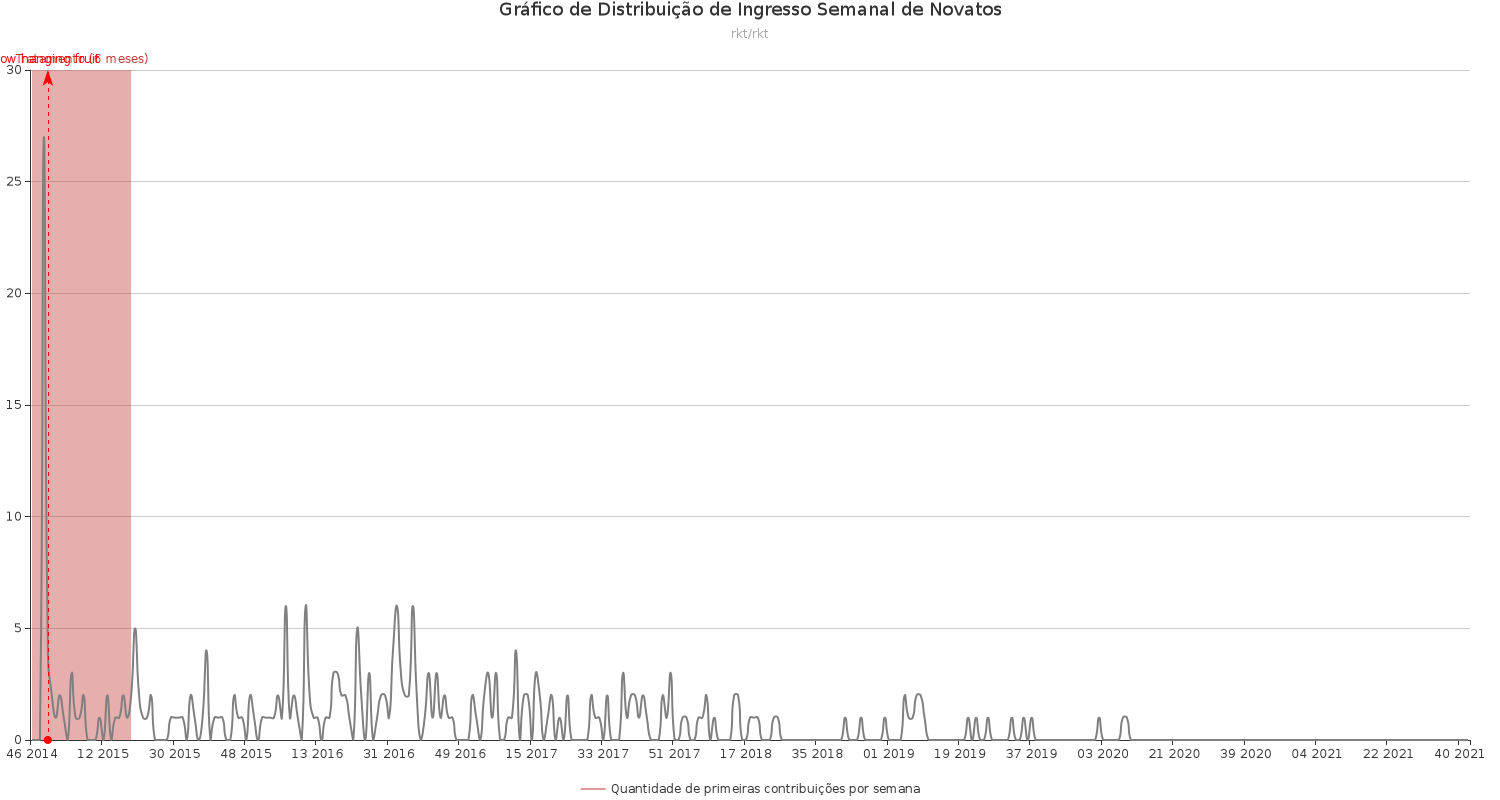 Gráfico de Distribuição de Ingresso Semanal de Novatos
rkt/rkt
(6 meses)
30
25
20
15
10
5
0
46 2014 12 2015 30 2015 48 2015 13 2016 31 2016 49 2016 15 2017 33 2017 51 2017 17 2018 35 2018 01 2019 19 2019 37 2019 03 2020 21 2020 39 2020 04 2021 22 2021 40 2021
Quantidade de primeiras contribuições por semana